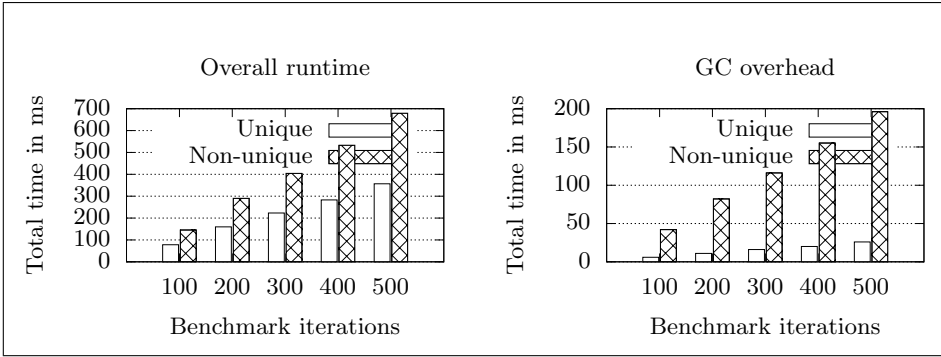 Overall runtime
Total time in ms
700
600
500
400
300
200
100
0
Unique
Non-unique
100 200 300 400 500
Benchmark iterations
GC overhead
Total time in ms
200
150
100
50
0
Unique
Non-unique
100 200 300 400 500
Benchmark iterations